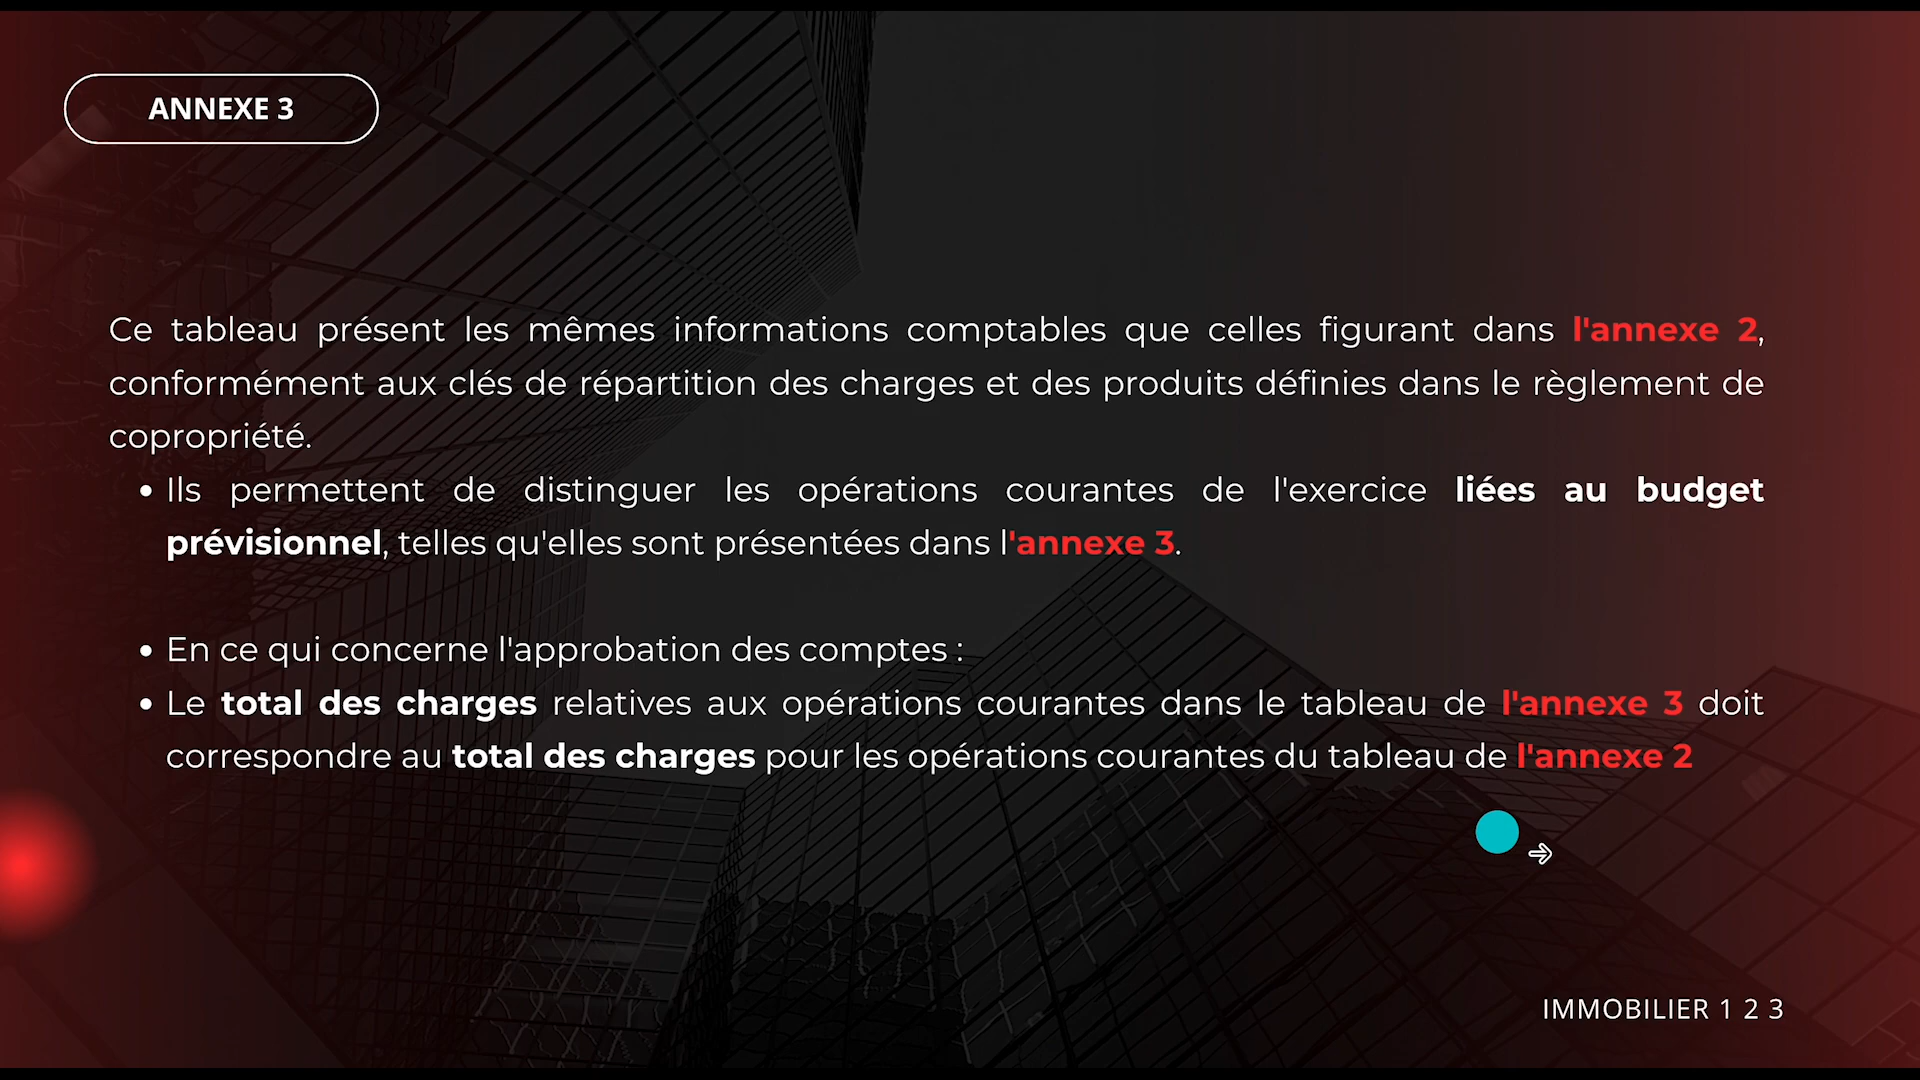 ANNEXE 3
Ce tableau présent les mêmes informations comptables que celles figurant dans l'annexe 2,
conformément aux clés de répartition des charges et des produits définies dans le règlement de
copropriété.
• Ils permettent de distinguer les opérations courantes de l'exercice liées au budget
prévisionnel, telles qu'elles sont présentées dans l'annexe 3.
• En ce qui concerne l'approbation des comptes :
• Le total des charges relatives aux opérations courantes dans le tableau de l'annexe 3 doit
correspondre au total des charges pour les opérations courantes du tableau de l'annexe 2
IMMOBILIER 1 2 3